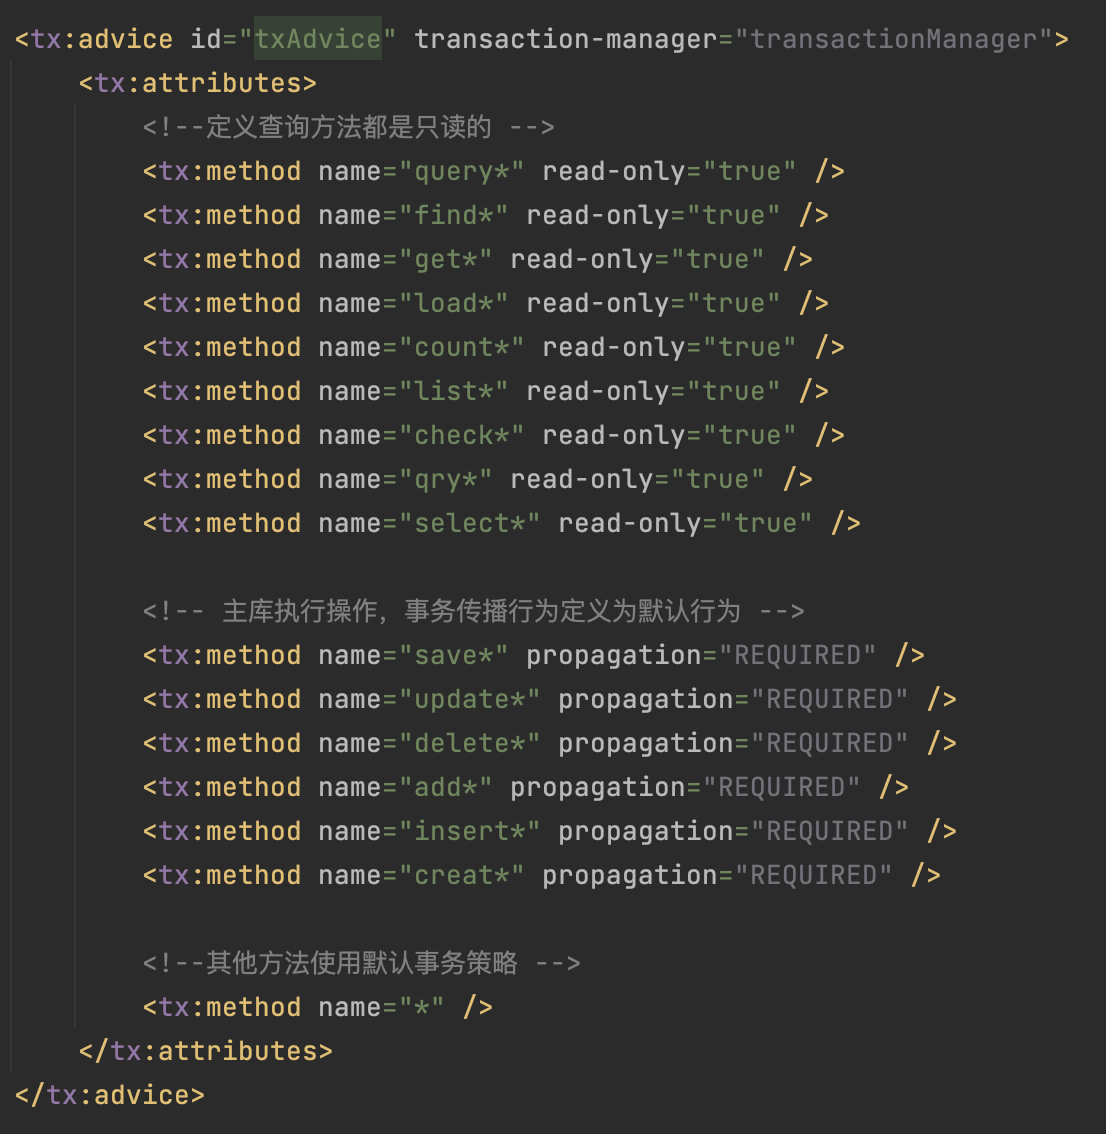 <tx:advice id="txAdvice" transaction-manager="transactionManager">
<tx:attributes>
<!--定义查询方法都是只读的 -->
<tx:method name="query*" read-only="true" />
<tx:method name="find*" read-only="true" />
<tx:method name="get*" read-only="true" />
<tx:method name="load*" read-only="true" />
<tx:method name="count*" read-only="true" />
<tx:method name="list*" read-only="true" />
<tx:method name="check*" read-only="true" />
<tx:method name="qry*" read-only="true" />
<tx:method name="select*" read-only="true" />
<!-- 主库执行操作，事务传播行为定义为默认行为 -->
<tx:method name="save*" propagation="REQUIRED" />
<tx:method name="update*" propagation="REQUIRED" />
<tx:method name="delete*" propagation="REQUIRED" />
<tx:method name="add*" propagation="REQUIRED" />
<tx:method name="insert*" propagation="REQUIRED" />
<tx:method name="creat*" propagation="REQUIRED" />
<!--其他方法使用默认事务策略 -->
<tx:method name="*" />
</tx:attributes>
</tx:advice>